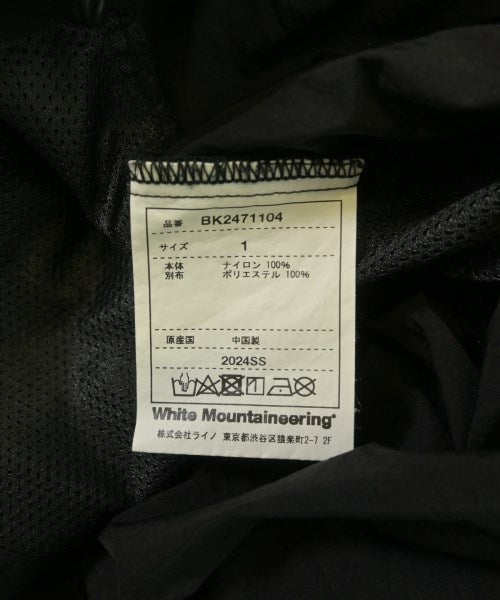 品番 BK2471104
サイズ 1
本体 ナイロン 100%
別布 ポリエステル 100%
原産国 中国製
2024SS
White Mountaineering®
株式会社ライノ 東京都渋谷区猿楽町2-7 2F